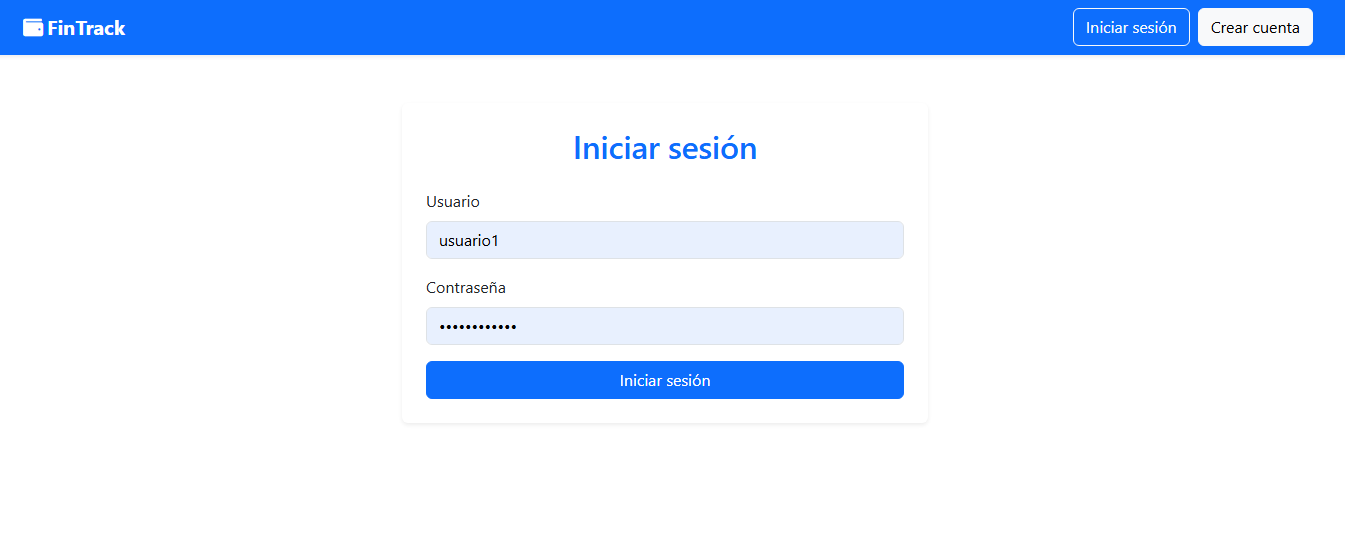 FinTrack
Iniciar sesión
Crear cuenta
Iniciar sesión
Usuario
usuario1
Contraseña
••••••••••••
Iniciar sesión